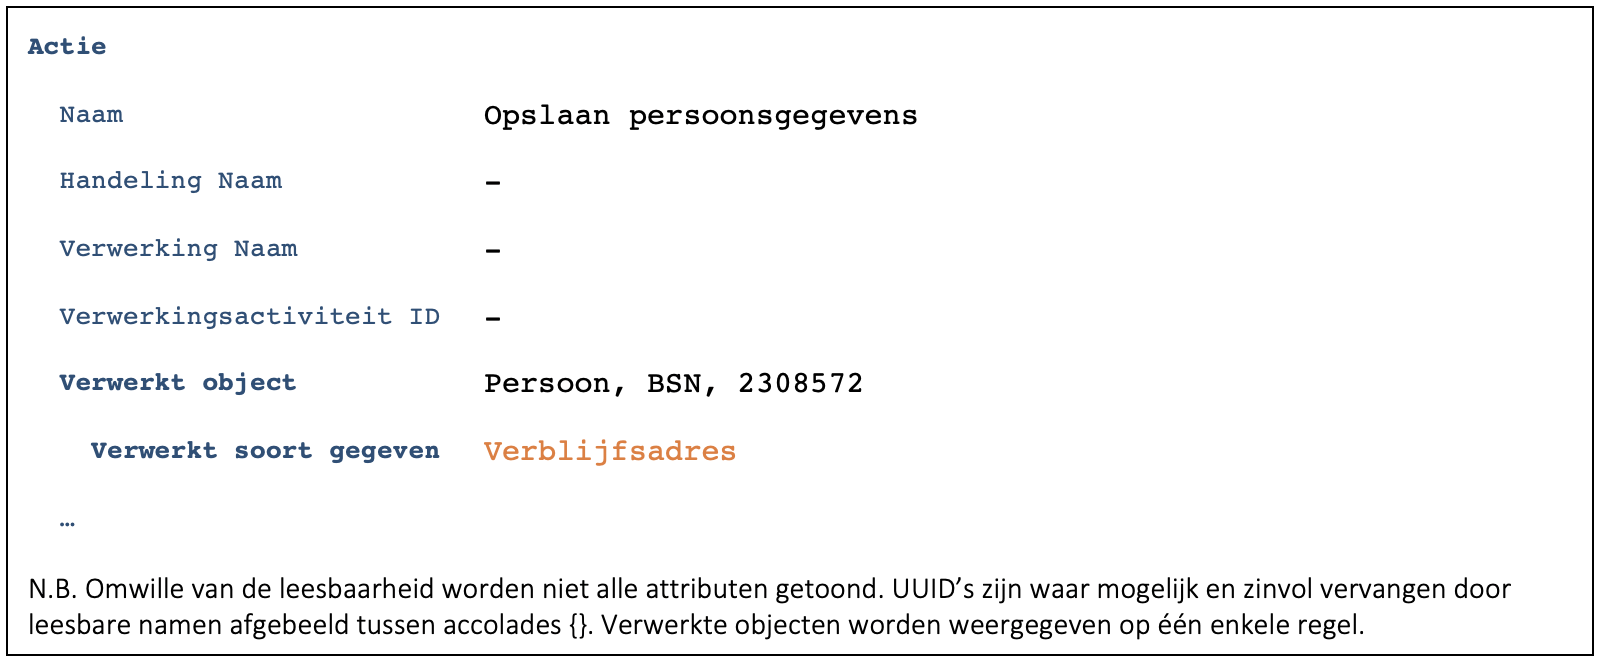 Actie
Naam Opslaan persoonsgegevens
Handeling Naam –
Verwerking Naam –
Verwerkingsactiviteit ID –
Verwerkt object Persoon, BSN, 2308572
Verwerkt soort gegeven Verblijfsadres
…
N.B. Omwille van de leesbaarheid worden niet alle attributen getoond. UUID’s zijn waar mogelijk en zinvol vervangen door
leesbare namen afgebeeld tussen accolades {}. Verwerkte objecten worden weergegeven op één enkele regel.